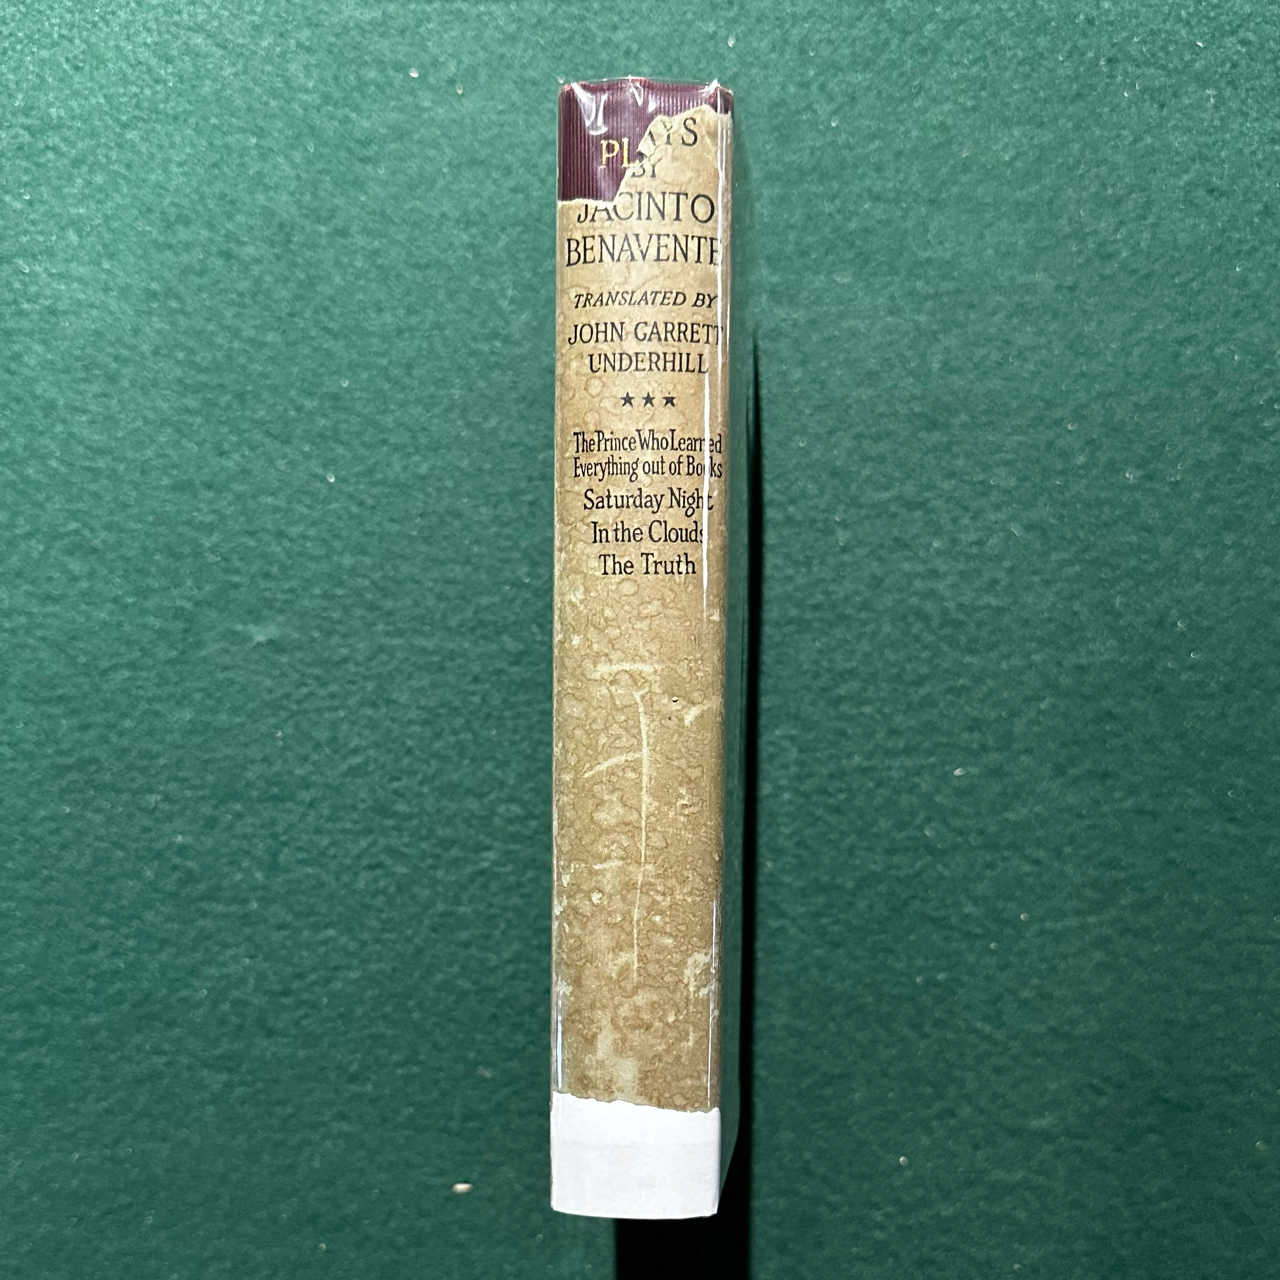 PLAYS
BY
JACINTO
BENAVENTE
TRANSLATED BY
JOHN GARRETT
UNDERHILL
★★★
The Prince Who Learned
Everything out of Books
Saturday Night
In the Clouds
The Truth